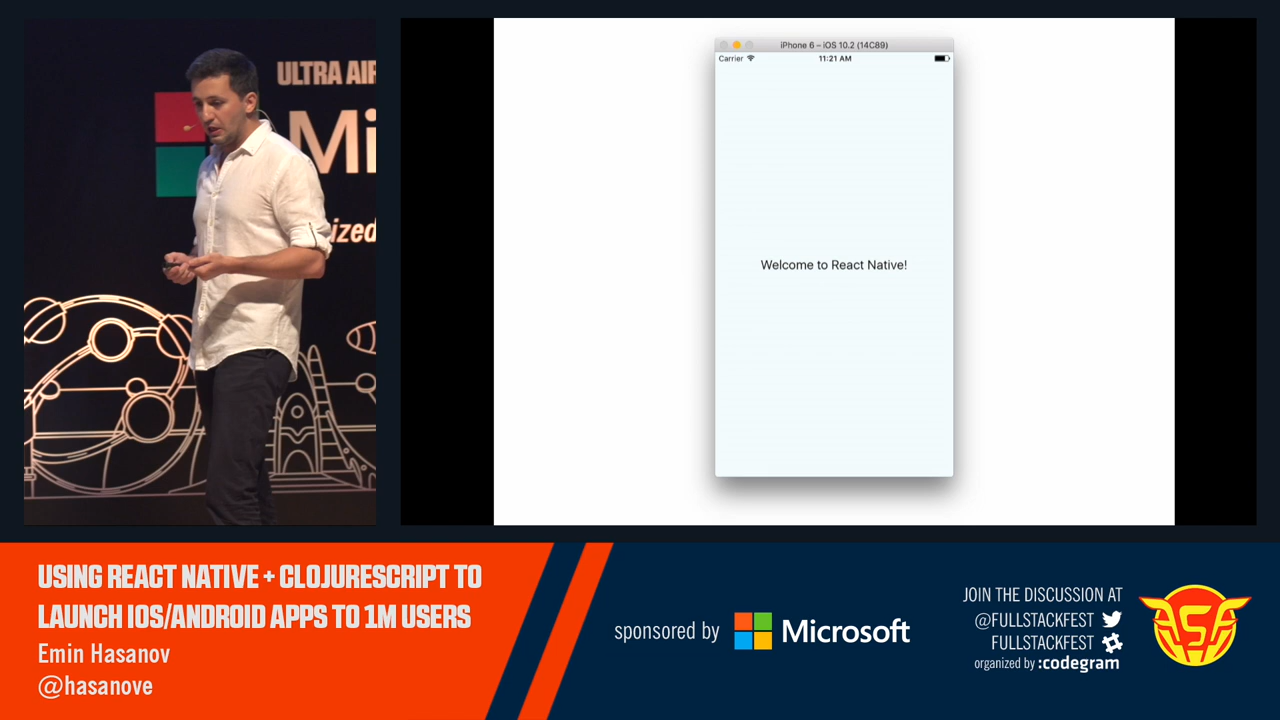 ULTRA AIR
Mi
ized
iPhone 6 – iOS 10.2 (14C89)
Carrier
11:21 AM
Welcome to React Native!
USING REACT NATIVE + CLOJURESCRIPT TO
LAUNCH IOS/ANDROID APPS TO 1M USERS
Emin Hasanov
@hasanove
sponsored by Microsoft
JOIN THE DISCUSSION AT
@FULLSTACKFEST
FULLSTACKFEST
organized by :codegram
FSF